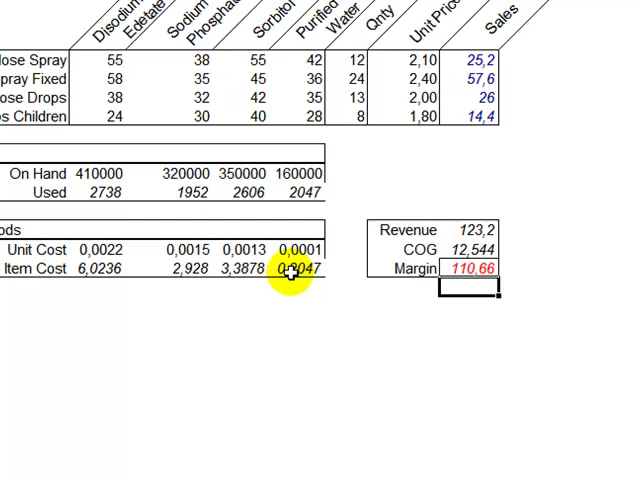 Disodium Edetate
Sodium Phosphat
Sorbitol
Purified Water
Qnty
Unit Price
Sales
lose Spray 55 38 55 42 12 2,10 25,2
pray Fixed 58 35 45 36 24 2,40 57,6
ose Drops 38 32 42 35 13 2,00 26
os Children 24 30 40 28 8 1,80 14,4
On Hand 410000 320000 350000 160000
Used 2738 1952 2606 2047
ods
Unit Cost 0,0022 0,0015 0,0013 0,0001
Item Cost 6,0236 2,928 3,3878 0,2047
Revenue 123,2
COG 12,544
Margin 110,66